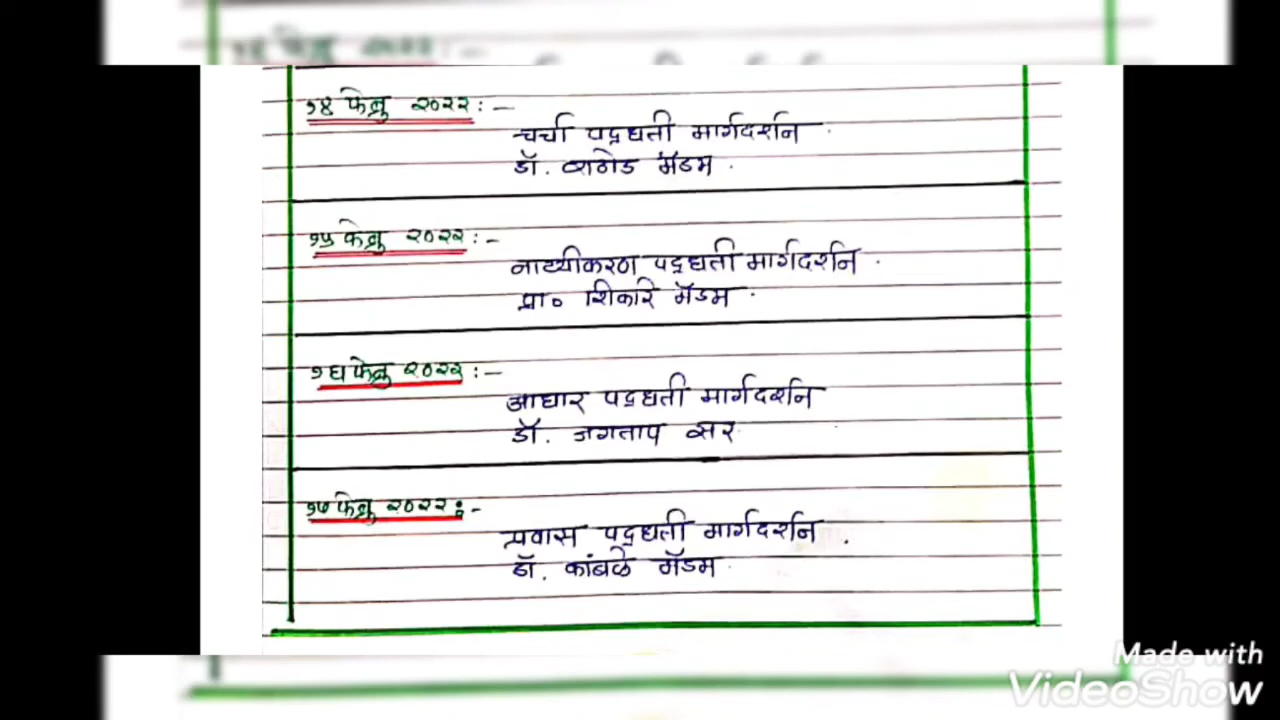 १४ फेब्रु २०२२ :-
चर्चा पद्धती मार्गदर्शन .
डॉ. राठोड मॅडम .
१५ फेब्रु २०२२ :-
नाट्यीकरण पद्धती मार्गदर्शन .
प्रा० शिकारे मॅडम .
१६ फेब्रु २०२२ :-
आधार पद्धती मार्गदर्शन
डॉ. जगताप सर
१७ फेब्रु २०२२ :-
प्रवास पद्धती मार्गदर्शन .
डॉ. कांबळे मॅडम .
Made with
VideoShow